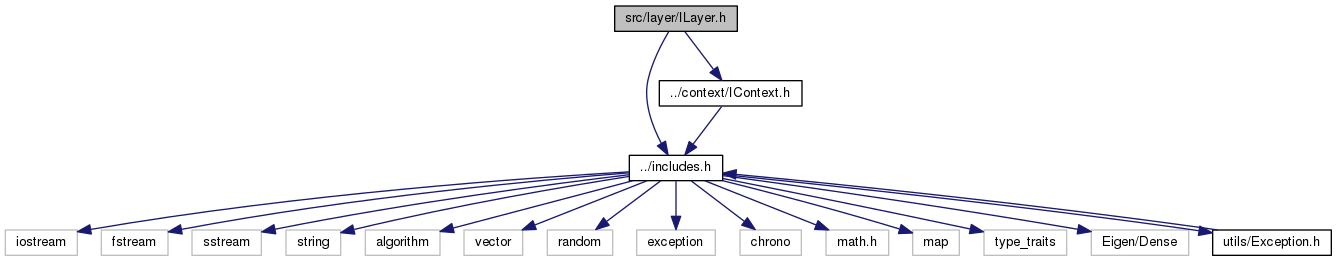 src/layer/ILayer.h
../context/IContext.h
../includes.h
iostream
fstream
sstream
string
algorithm
vector
random
exception
chrono
math.h
map
type_traits
Eigen/Dense
utils/Exception.h